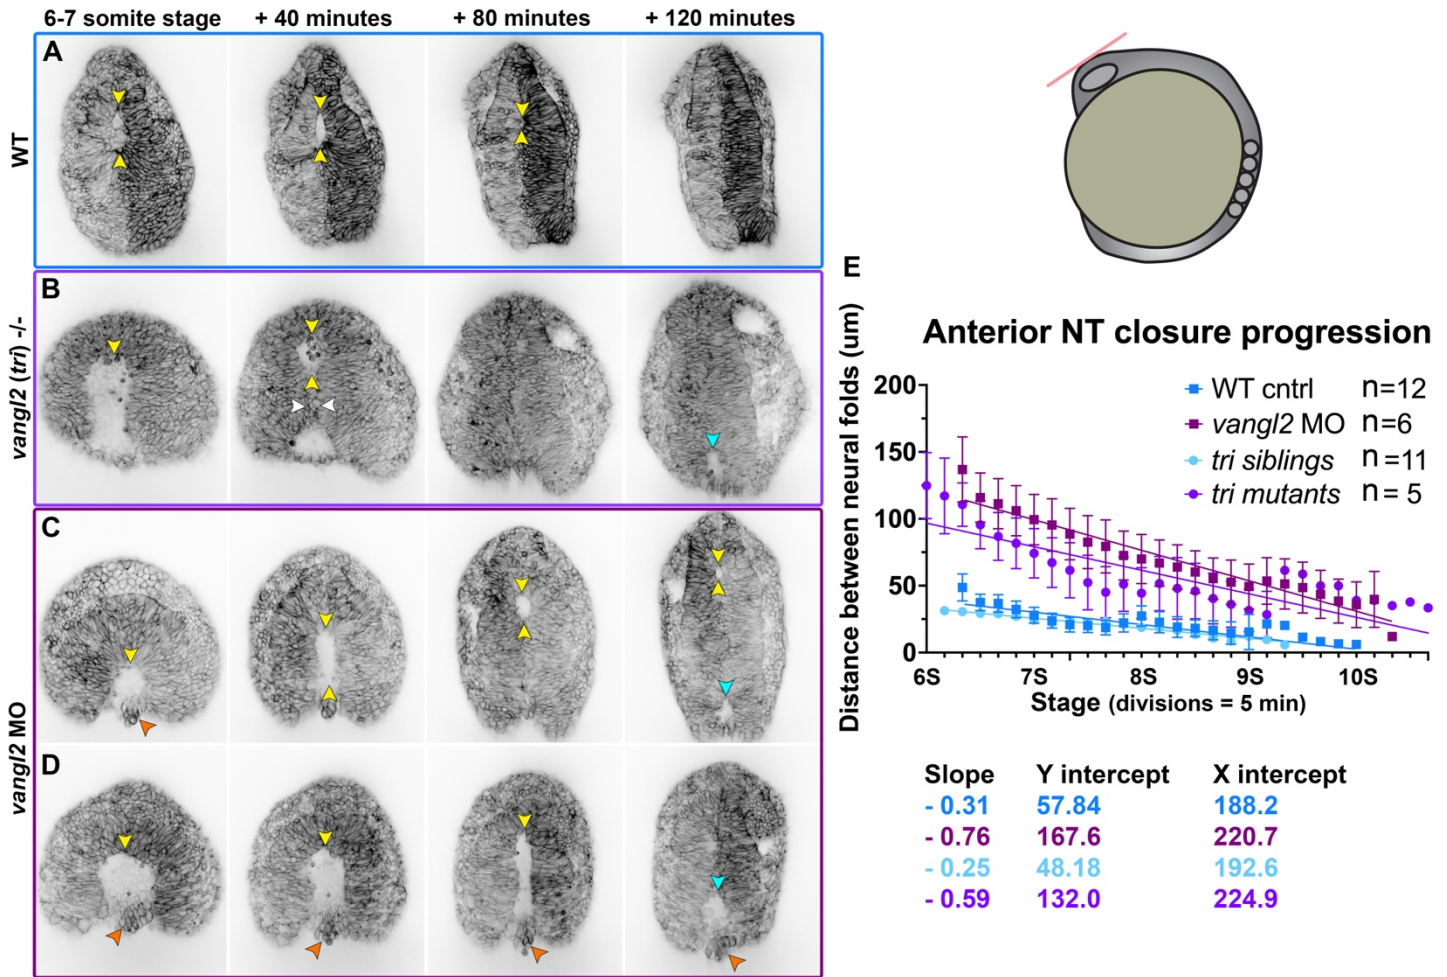 6-7 somite stage
+ 40 minutes
+ 80 minutes
+ 120 minutes
A
WT
B
vangl2 (tri) -/-
C
D
vangl2 MO
E
Anterior NT closure progression
Distance between neural folds (um)
200
150
100
50
0
WT cntrl n=12
vangl2 MO n=6
tri siblings n=11
tri mutants n= 5
6S 7S 8S 9S 10S
Stage (divisions = 5 min)
Slope Y intercept X intercept
- 0.31 57.84 188.2
- 0.76 167.6 220.7
- 0.25 48.18 192.6
- 0.59 132.0 224.9